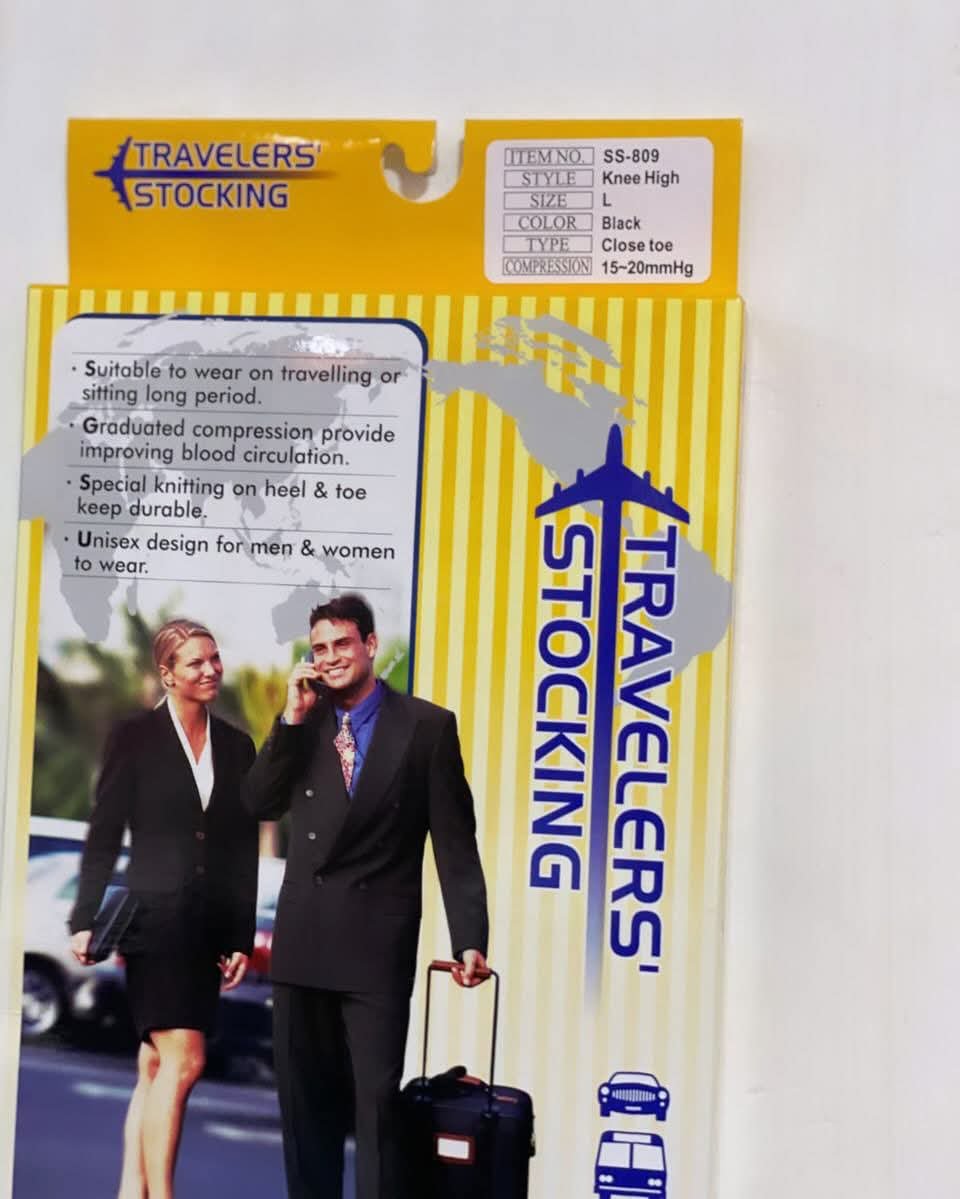 TRAVELERS'
STOCKING
ITEM NO. SS-809
STYLE Knee High
SIZE L
COLOR Black
TYPE Close toe
COMPRESSION 15~20mmHg
· Suitable to wear on travelling or
sitting long period.
· Graduated compression provide
improving blood circulation.
· Special knitting on heel & toe
keep durable.
· Unisex design for men & women
to wear.
TRAVELERS'
STOCKING